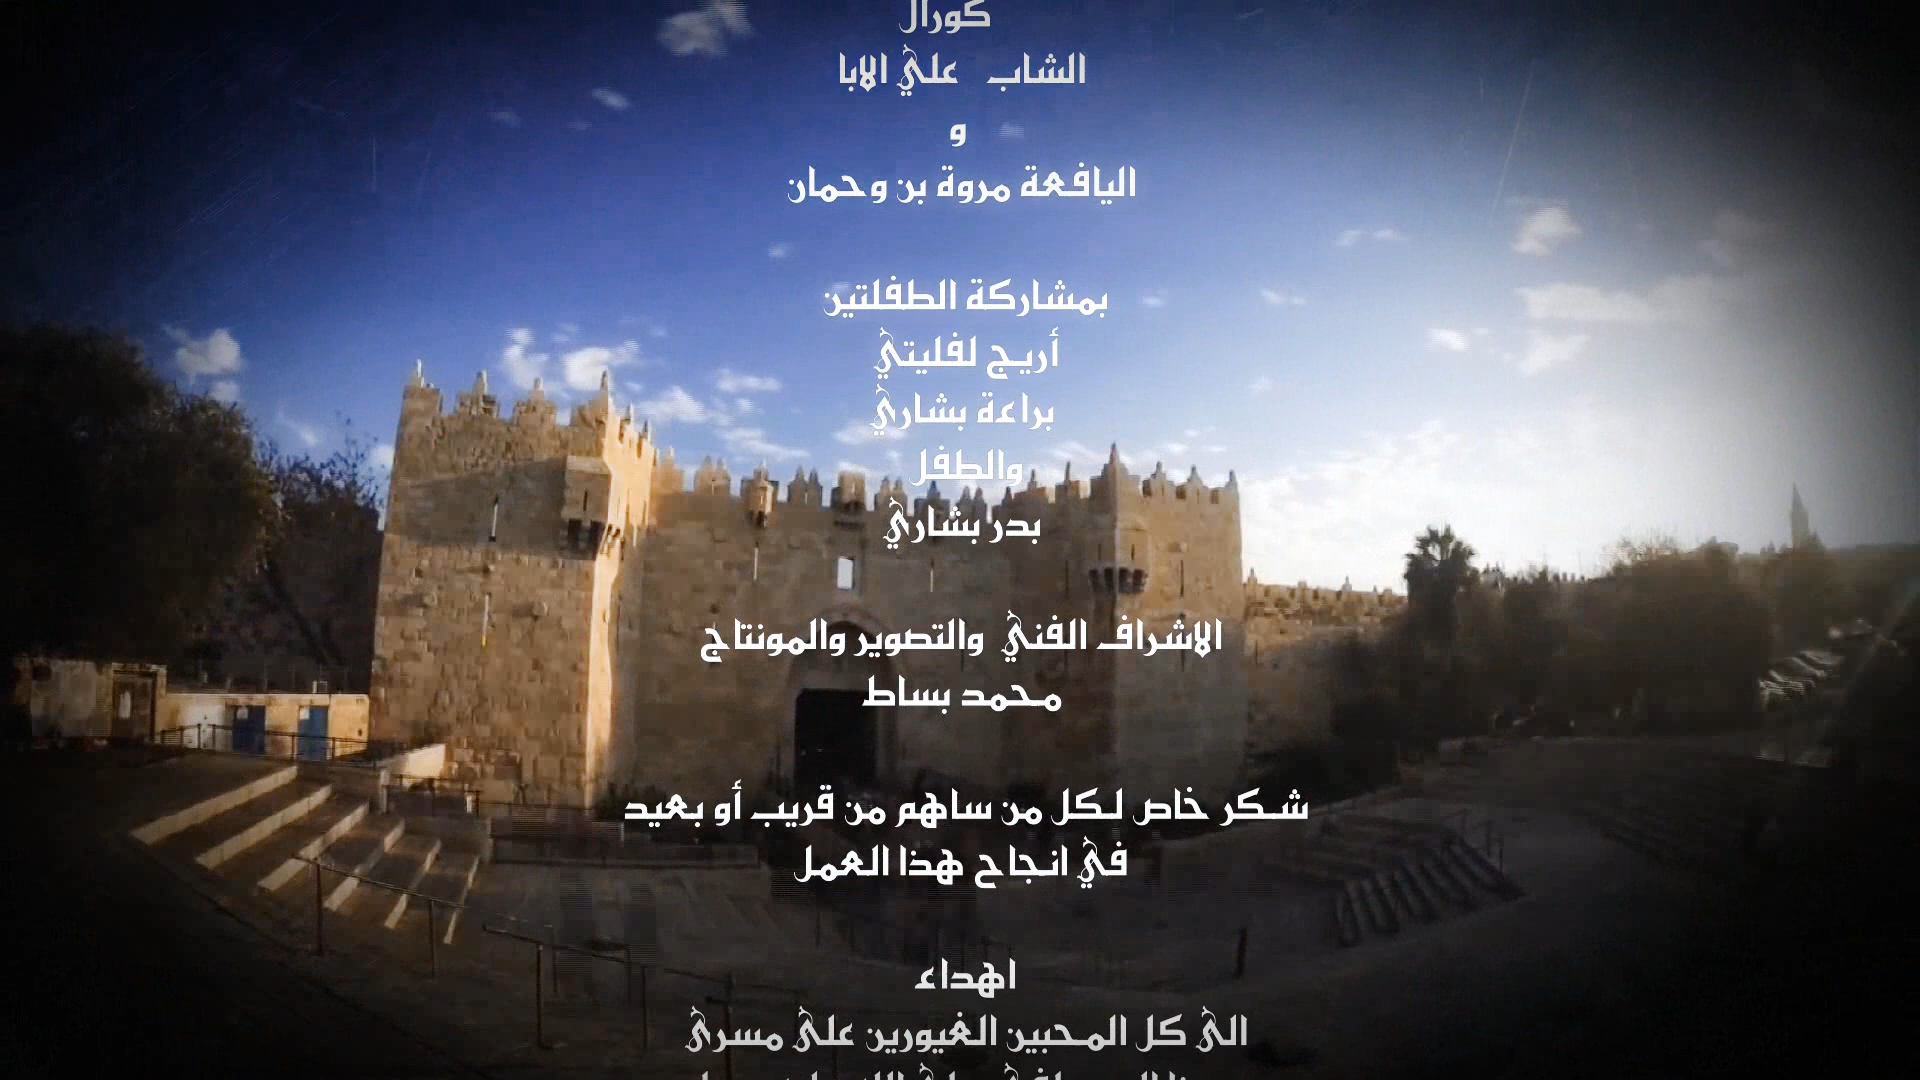 كورال
الشاب علي الابا
و
اليافعة مروة بن وحمان
بمشاركة الطفلتين
أريج لفليتي
براعة بشاري
والطفل
بدر بشاري
الاشراف الفني والتصوير والمونتاج
محمد بساط
شكر خاص لكل من ساهم من قريب أو بعيد
في انجاح هذا العمل
اهداء
الى كل المحبين الغيورين على مسرى